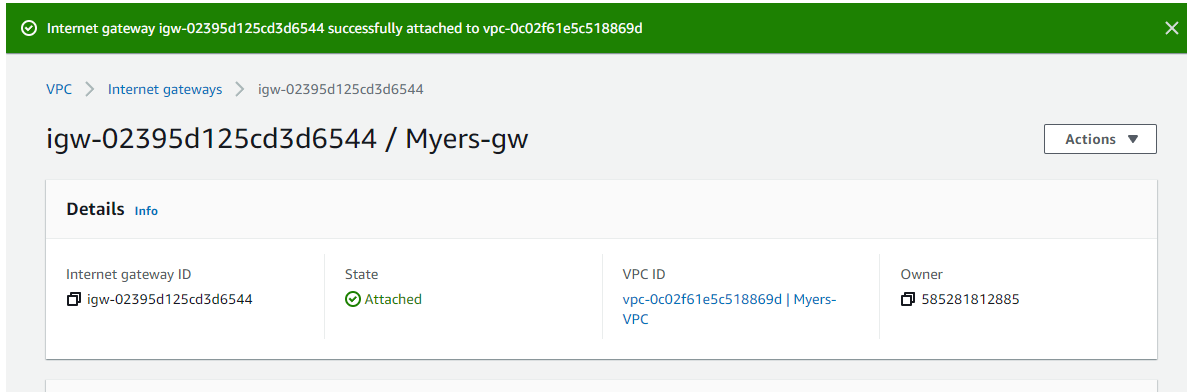 Internet gateway igw-02395d125cd3d6544 successfully attached to vpc-0c02f61e5c518869d
VPC > Internet gateways > igw-02395d125cd3d6544
igw-02395d125cd3d6544 / Myers-gw
Actions
Details Info
Internet gateway ID
igw-02395d125cd3d6544
State
Attached
VPC ID
vpc-0c02f61e5c518869d | Myers-
VPC
Owner
585281812885